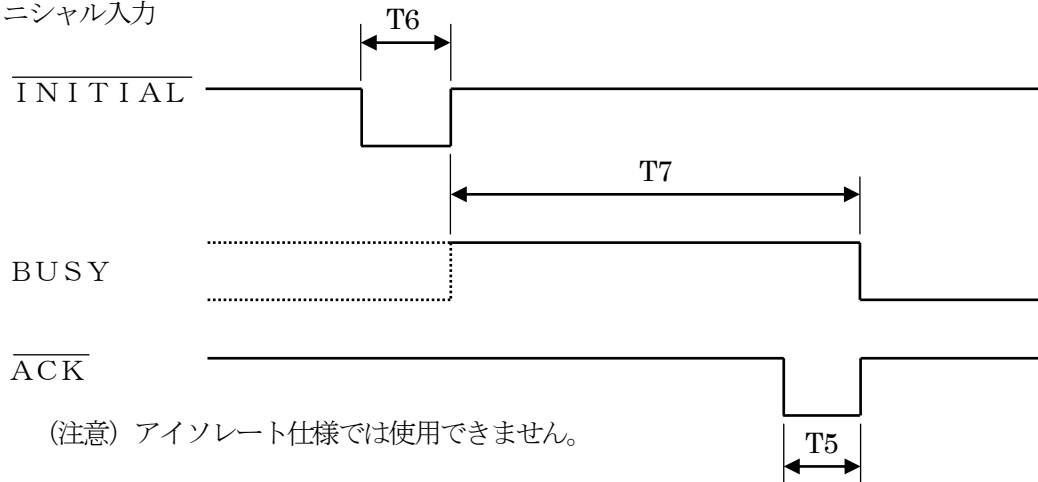 ニシャル入力
T6
ＩＮＩＴＩＡＬ
T7
ＢＵＳＹ
ＡＣＫ
（注意）アイソレート仕様では使用できません。
T5